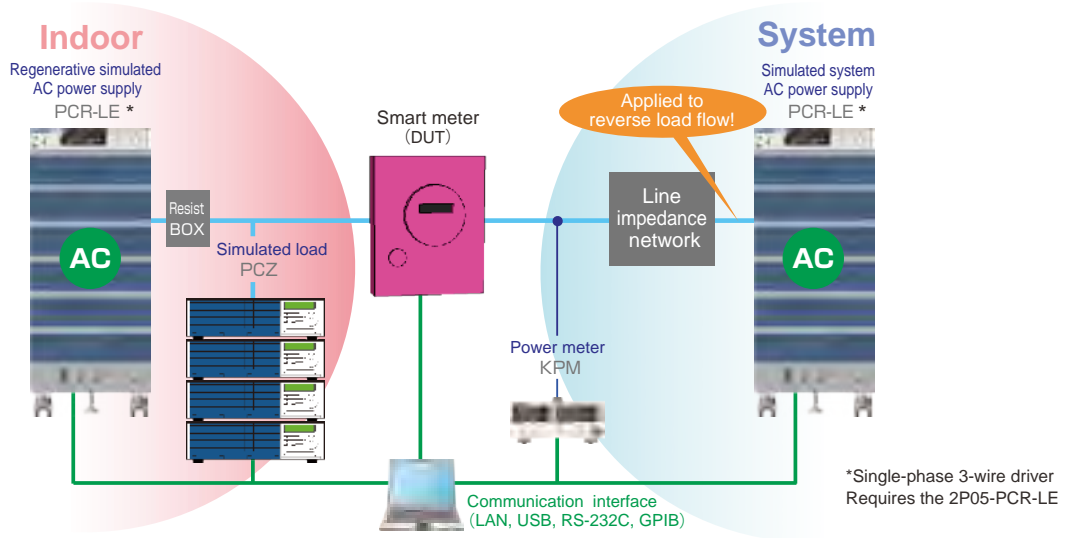 Indoor
Regenerative simulated
AC power supply
PCR-LE *
AC
Resist
BOX
Simulated load
PCZ
Smart meter
(DUT)
Applied to
reverse load flow!
Line
impedance
network
Power meter
KPM
System
Simulated system
AC power supply
PCR-LE *
AC
Communication interface
(LAN, USB, RS-232C, GPIB)
*Single-phase 3-wire driver
Requires the 2P05-PCR-LE